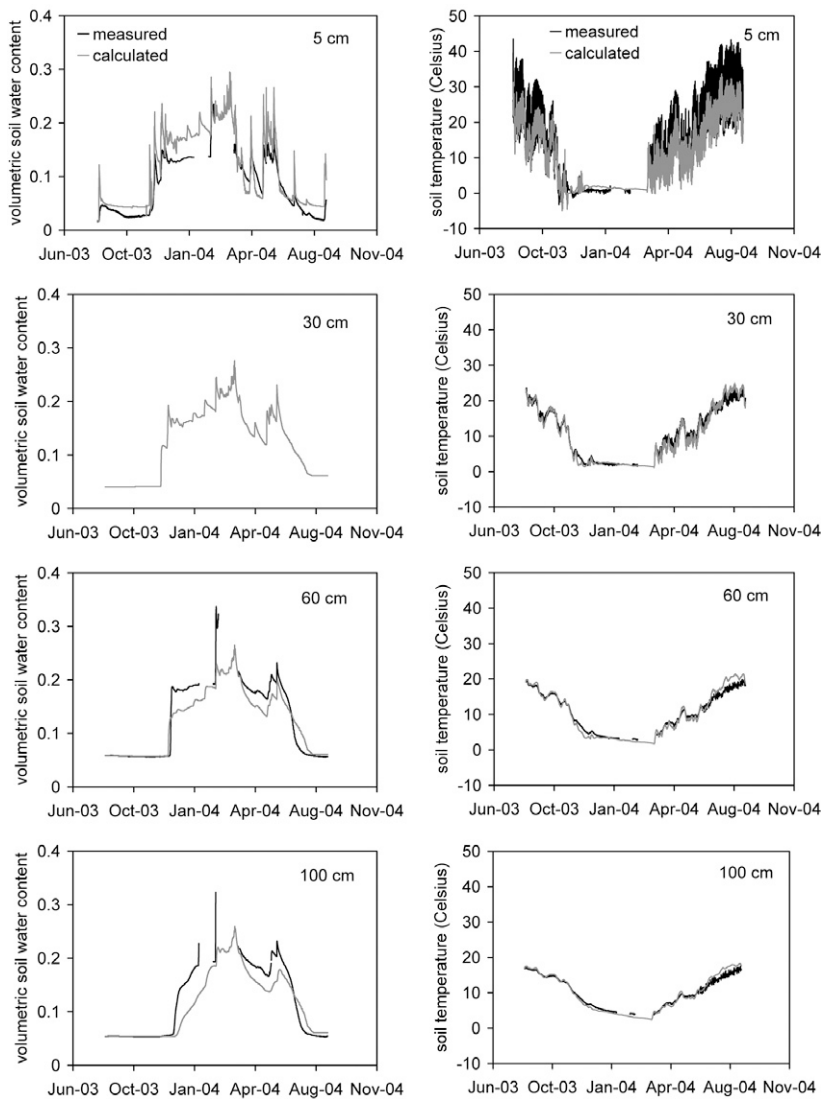 volumetric soil water content
0.4
0.3
0.2
0.1
0
measured
calculated
5 cm
Jun-03 Oct-03 Jan-04 Apr-04 Aug-04 Nov-04
soil temperature (Celsius)
50
40
30
20
10
0
-10
measured
calculated
5 cm
Jun-03 Oct-03 Jan-04 Apr-04 Aug-04 Nov-04
volumetric soil water content
0.4
0.3
0.2
0.1
0
30 cm
Jun-03 Oct-03 Jan-04 Apr-04 Aug-04 Nov-04
soil temperature (Celsius)
50
40
30
20
10
0
-10
30 cm
Jun-03 Oct-03 Jan-04 Apr-04 Aug-04 Nov-04
volumetric soil water content
0.4
0.3
0.2
0.1
0
60 cm
Jun-03 Oct-03 Jan-04 Apr-04 Aug-04 Nov-04
soil temperature (Celsius)
50
40
30
20
10
0
-10
60 cm
Jun-03 Oct-03 Jan-04 Apr-04 Aug-04 Nov-04
volumetric soil water content
0.4
0.3
0.2
0.1
0
100 cm
Jun-03 Oct-03 Jan-04 Apr-04 Aug-04 Nov-04
soil temperature (Celsius)
50
40
30
20
10
0
-10
100 cm
Jun-03 Oct-03 Jan-04 Apr-04 Aug-04 Nov-04